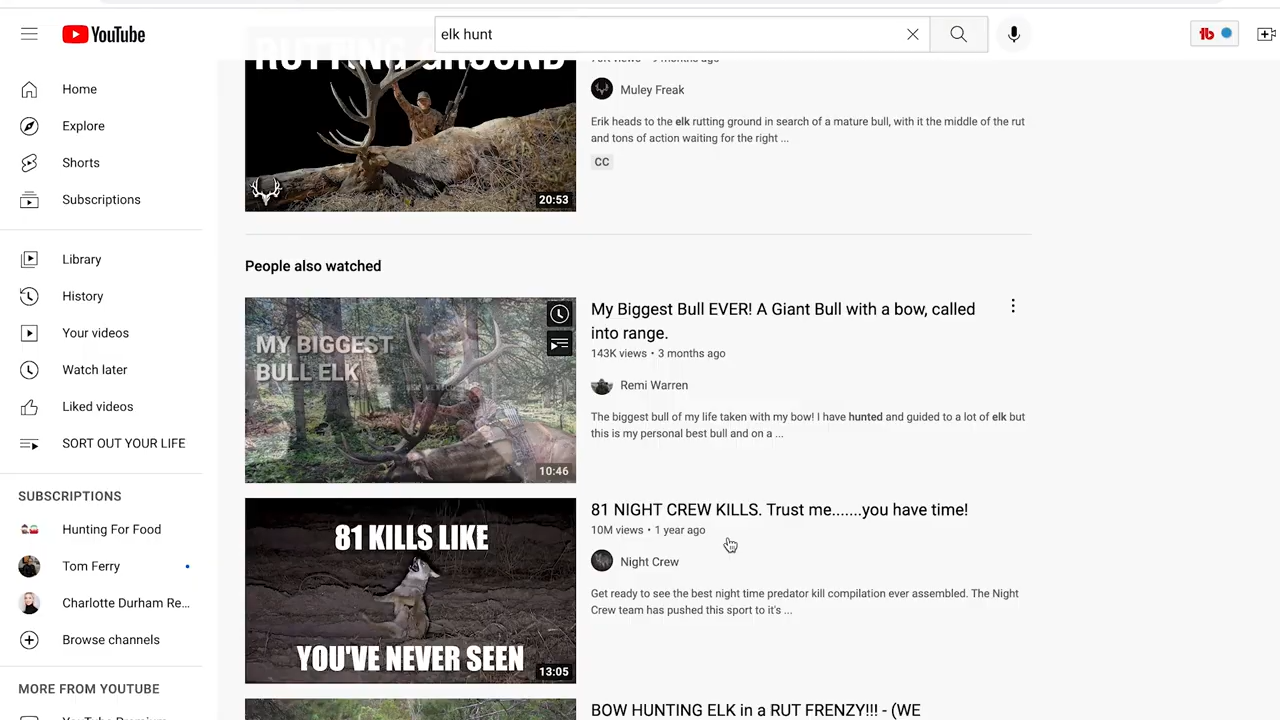 YouTube
elk hunt
Home
Explore
Shorts
Subscriptions
Library
History
Your videos
Watch later
Liked videos
SORT OUT YOUR LIFE
SUBSCRIPTIONS
Hunting For Food
Tom Ferry
Charlotte Durham Re...
Browse channels
MORE FROM YOUTUBE
YouTube Premium
RUTTING GROUND
20:53
9 months ago
Muley Freak
Erik heads to the elk rutting ground in search of a mature bull, with it the middle of the rut
and tons of action waiting for the right ...
CC
People also watched
MY BIGGEST
BULL ELK
10:46
My Biggest Bull EVER! A Giant Bull with a bow, called
into range.
143K views • 3 months ago
Remi Warren
The biggest bull of my life taken with my bow! I have hunted and guided to a lot of elk but
this is my personal best bull and on a ...
81 KILLS LIKE
YOU'VE NEVER SEEN
13:05
81 NIGHT CREW KILLS. Trust me.......you have time!
10M views • 1 year ago
Night Crew
Get ready to see the best night time predator kill compilation ever assembled. The Night
Crew team has pushed this sport to it's ...
BOW HUNTING ELK in a RUT FRENZY!!! - (WE